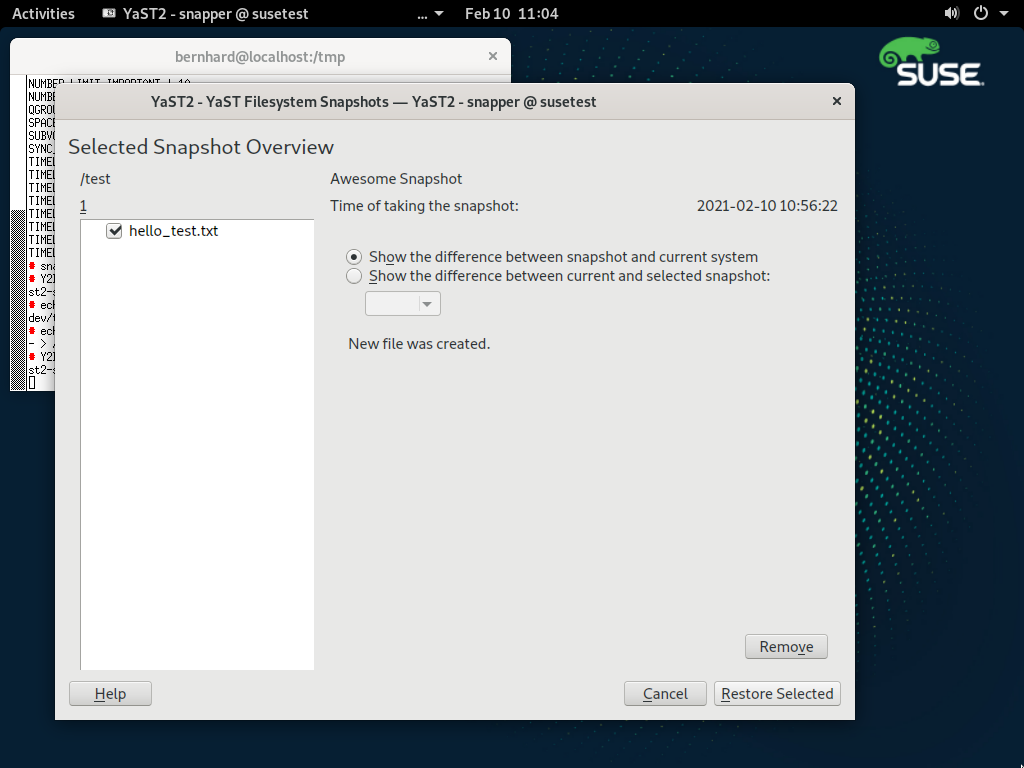 Activities YaST2 - snapper @ susetest ... Feb 10 11:04
bernhard@localhost:/tmp
SUSE
YaST2 - YaST Filesystem Snapshots — YaST2 - snapper @ susetest
NUMBE
QGROU
SPACE
SUBVO
SYNC_
TIMEL
TIMEL
TIMEL
TIMEL
TIMEL
TIMEL
TIMEL
TIMEL
# sna
# Y2D
st2-s
# ech
dev/t
# ech
- > /
# Y2D
st2-s
Selected Snapshot Overview
/test
Awesome Snapshot
1
Time of taking the snapshot: 2021-02-10 10:56:22
hello_test.txt
Show the difference between snapshot and current system
Show the difference between current and selected snapshot:
New file was created.
Remove
Help
Cancel
Restore Selected